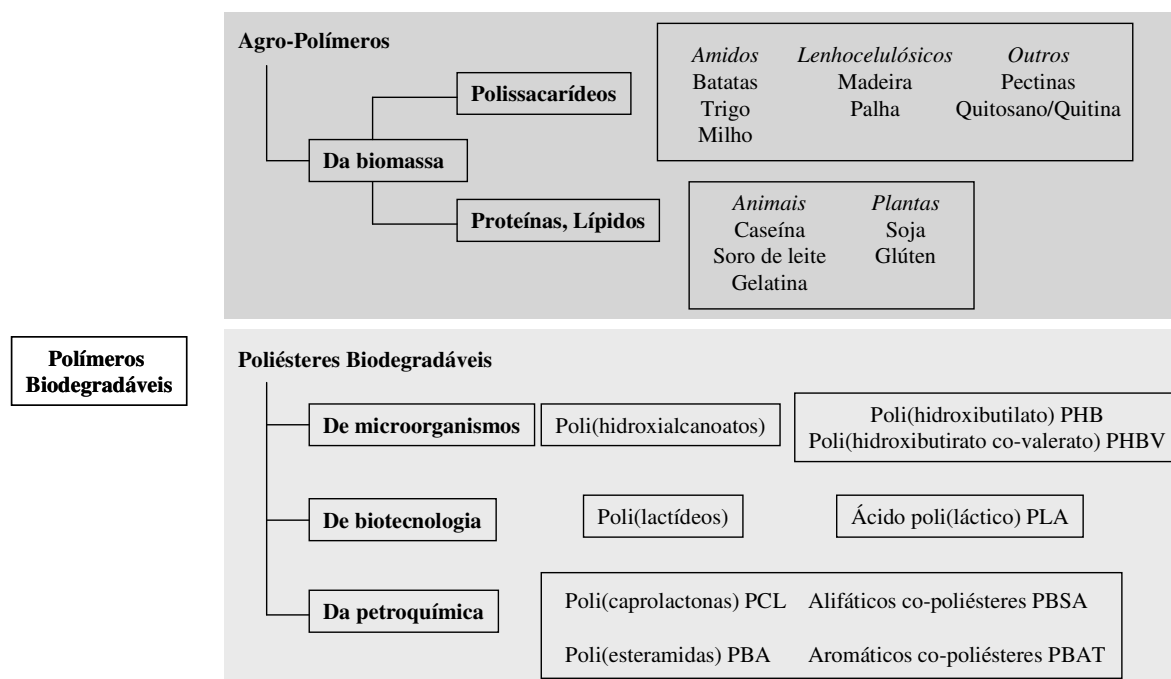 Agro-Polímeros
Polissacarídeos
Amidos Lenhocelulósicos Outros
Batatas Madeira Pectinas
Trigo Palha Quitosano/Quitina
Milho
Da biomassa
Proteínas, Lípidos
Animais Plantas
Caseína Soja
Soro de leite Glúten
Gelatina
Polímeros
Biodegradáveis
Poliésteres Biodegradáveis
De microorganismos
Poli(hidroxialcanoatos)
Poli(hidroxibutilato) PHB
Poli(hidroxibutirato co-valerato) PHBV
De biotecnologia
Poli(lactídeos)
Ácido poli(láctico) PLA
Da petroquímica
Poli(caprolactonas) PCL Alifáticos co-poliésteres PBSA
Poli(esteramidas) PBA Aromáticos co-poliésteres PBAT